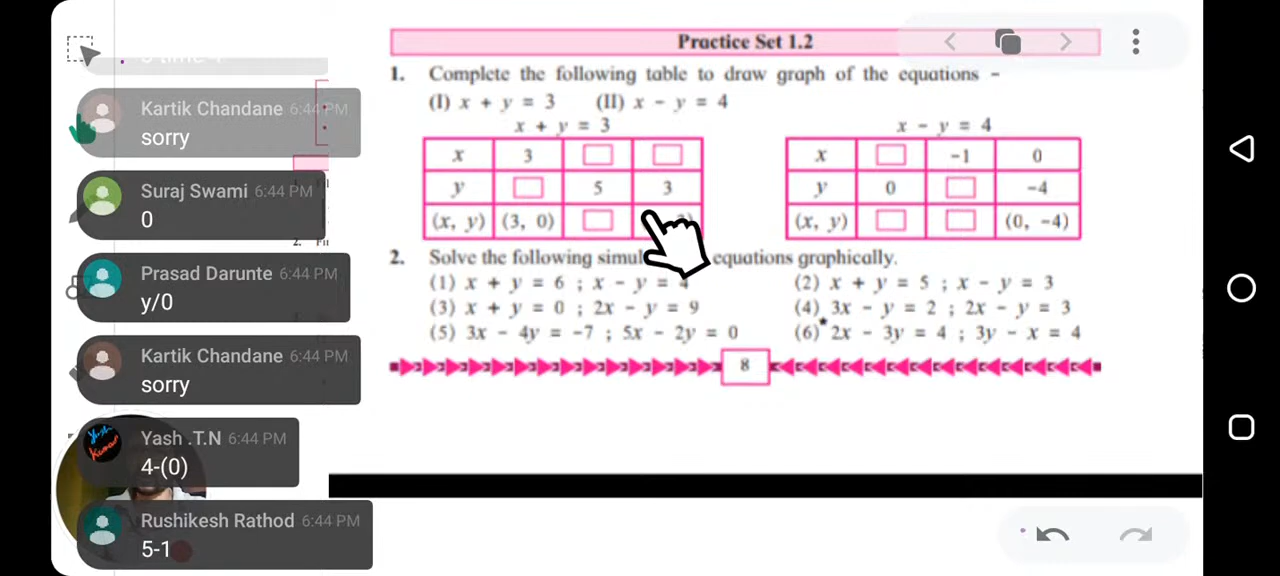 Kartik Chandane 6:44 PM
sorry
Suraj Swami 6:44 PM
0
Prasad Darunte 6:44 PM
y/0
Kartik Chandane 6:44 PM
sorry
Yash .T.N 6:44 PM
4-(0)
Rushikesh Rathod 6:44 PM
5-1
Practice Set 1.2
1. Complete the following table to draw graph of the equations -
(I) x + y = 3 (II) x - y = 4
x + y = 3
x 3
y 5 3
(x, y) (3, 0)
x - y = 4
x -1 0
y 0 -4
(x, y) (0, -4)
2. Solve the following equations graphically.
(1) x + y = 6 ; x - y = 4
(2) x + y = 5 ; x - y = 3
(3) x + y = 0 ; 2x - y = 9
(4) 3x - y = 2 ; 2x - y = 3
(5) 3x - 4y = -7 ; 5x - 2y = 0
(6)* 2x - 3y = 4 ; 3y - x = 4
8